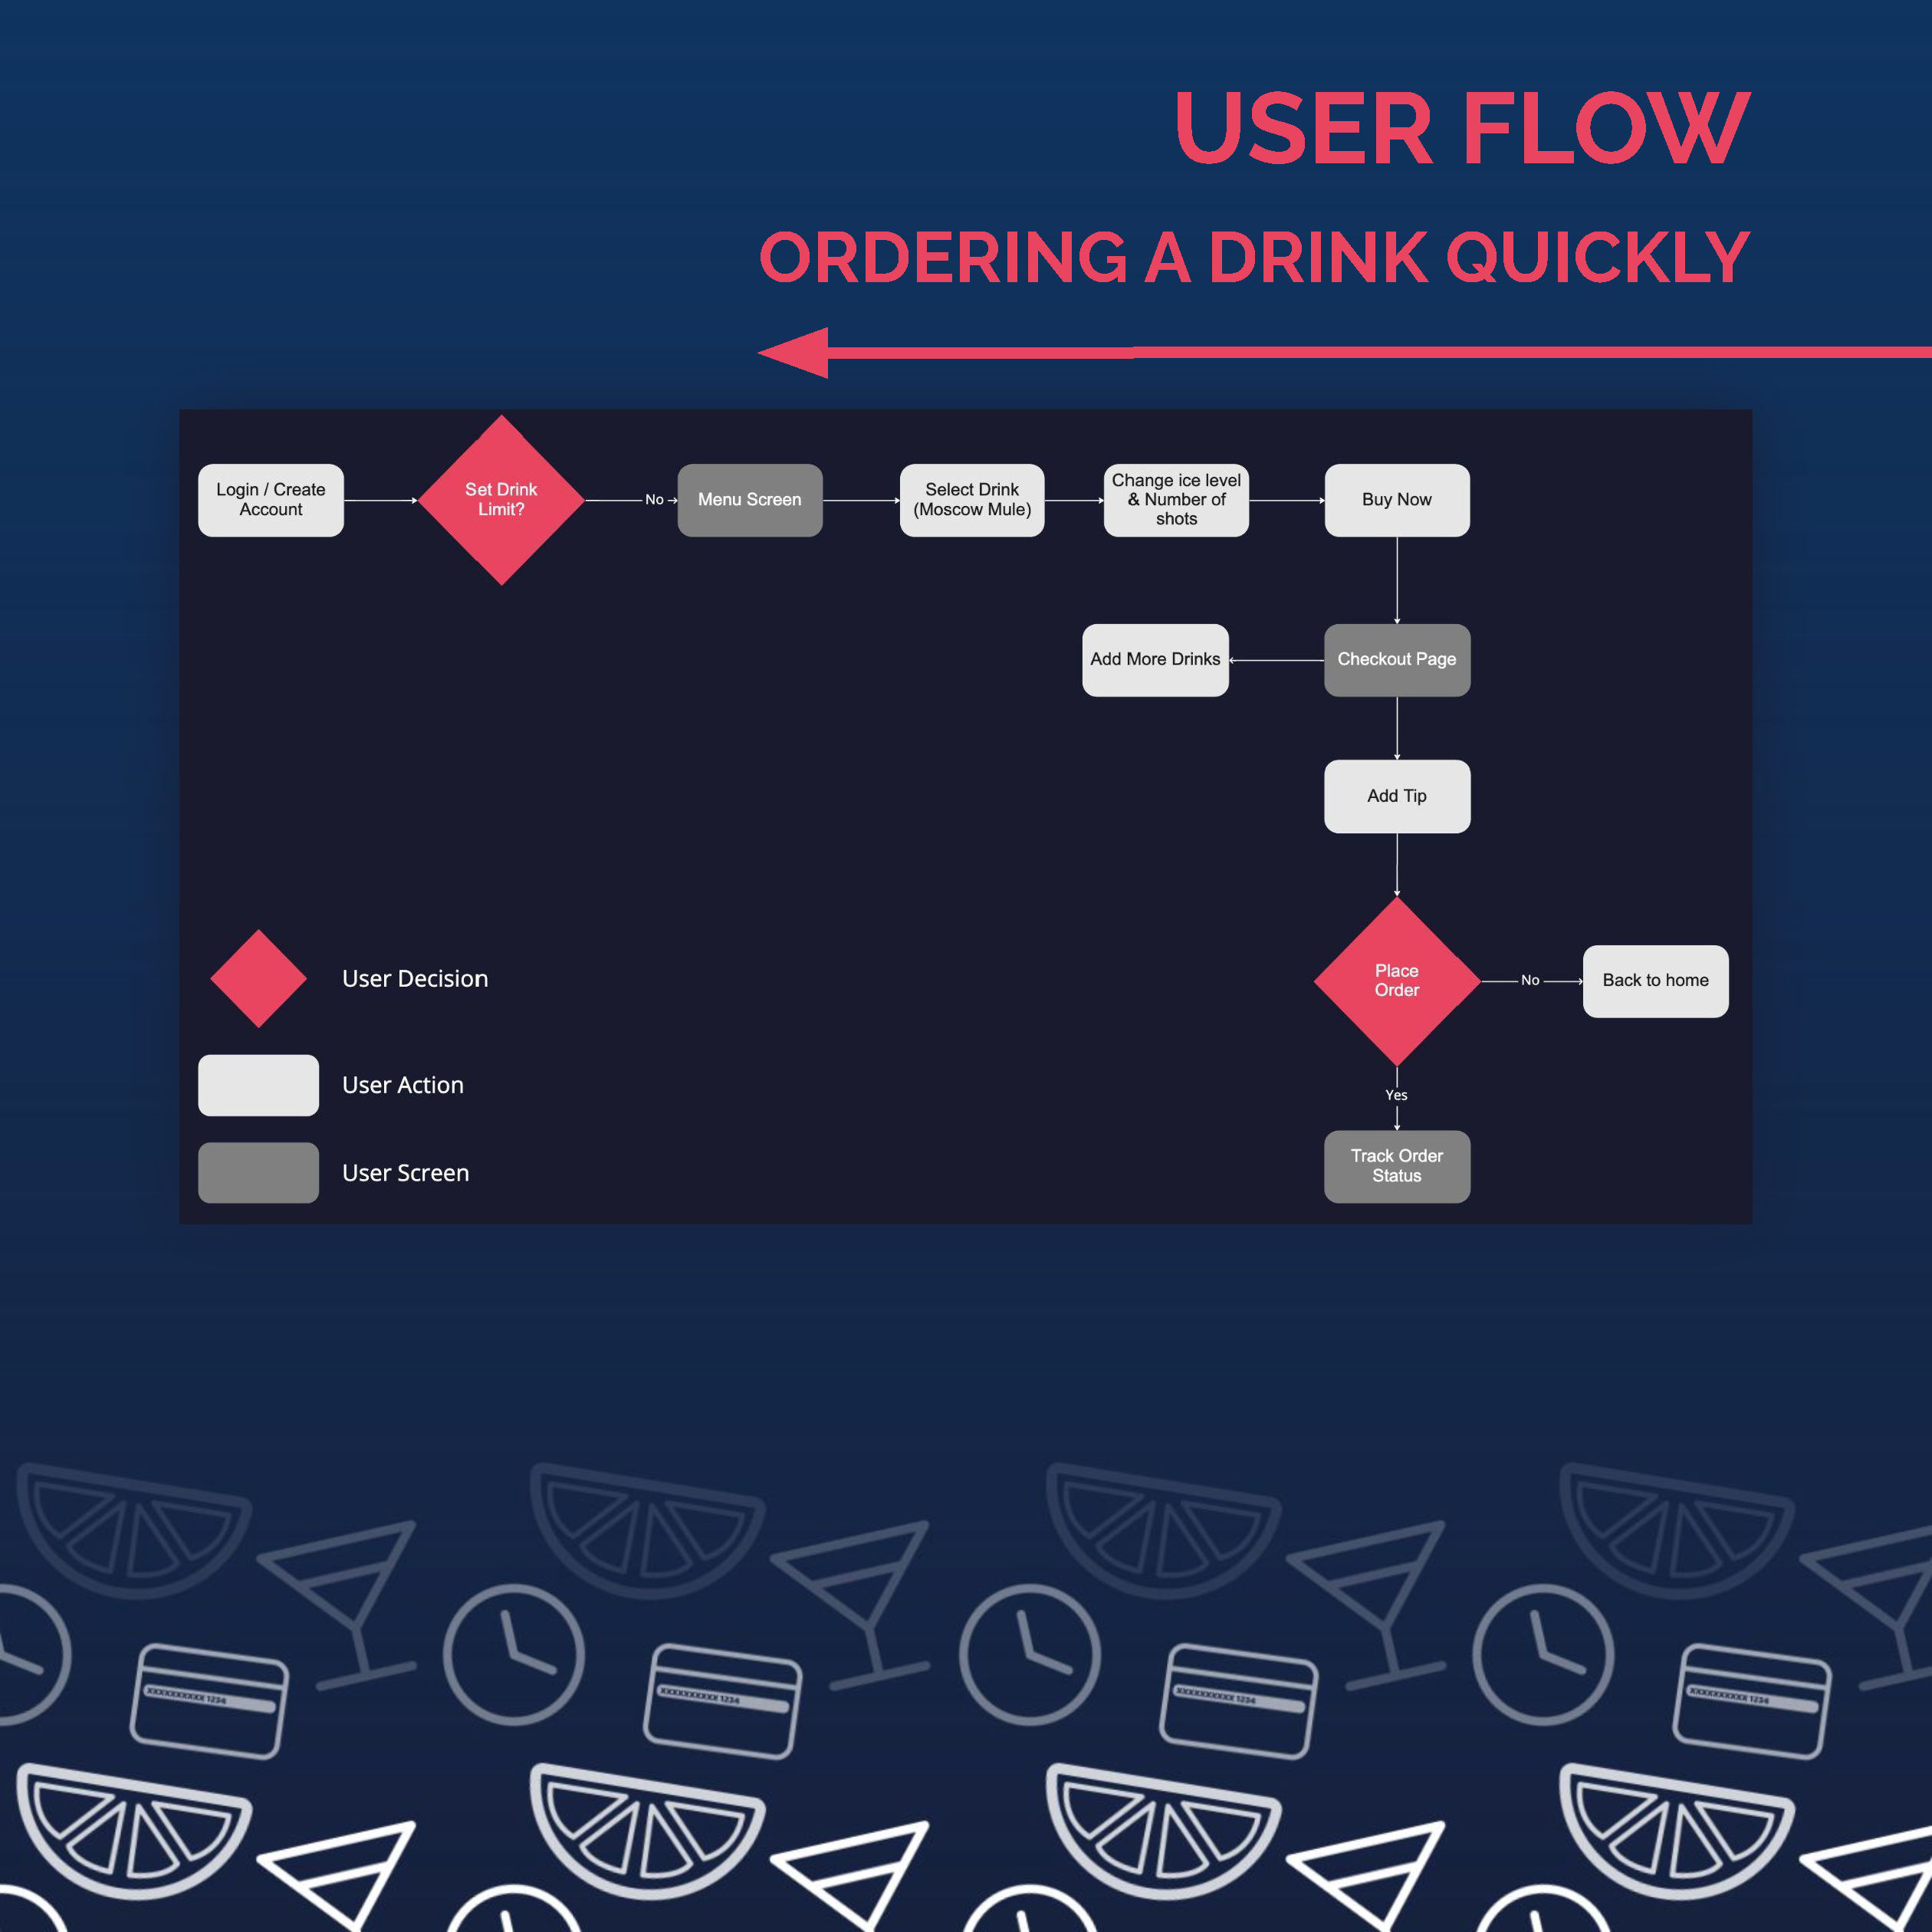 USER FLOW
ORDERING A DRINK QUICKLY
Login / Create
Account
Set Drink
Limit?
No
Menu Screen
Select Drink
(Moscow Mule)
Change ice level
& Number of
shots
Buy Now
Add More Drinks
Checkout Page
Add Tip
Place
Order
No
Back to home
Yes
Track Order
Status
User Decision
User Action
User Screen
XXXXXXXXXX 1234
XXXXXXXXXX 1234
XXXXXXXXXX 1234
XXXXXXXXXX 1234